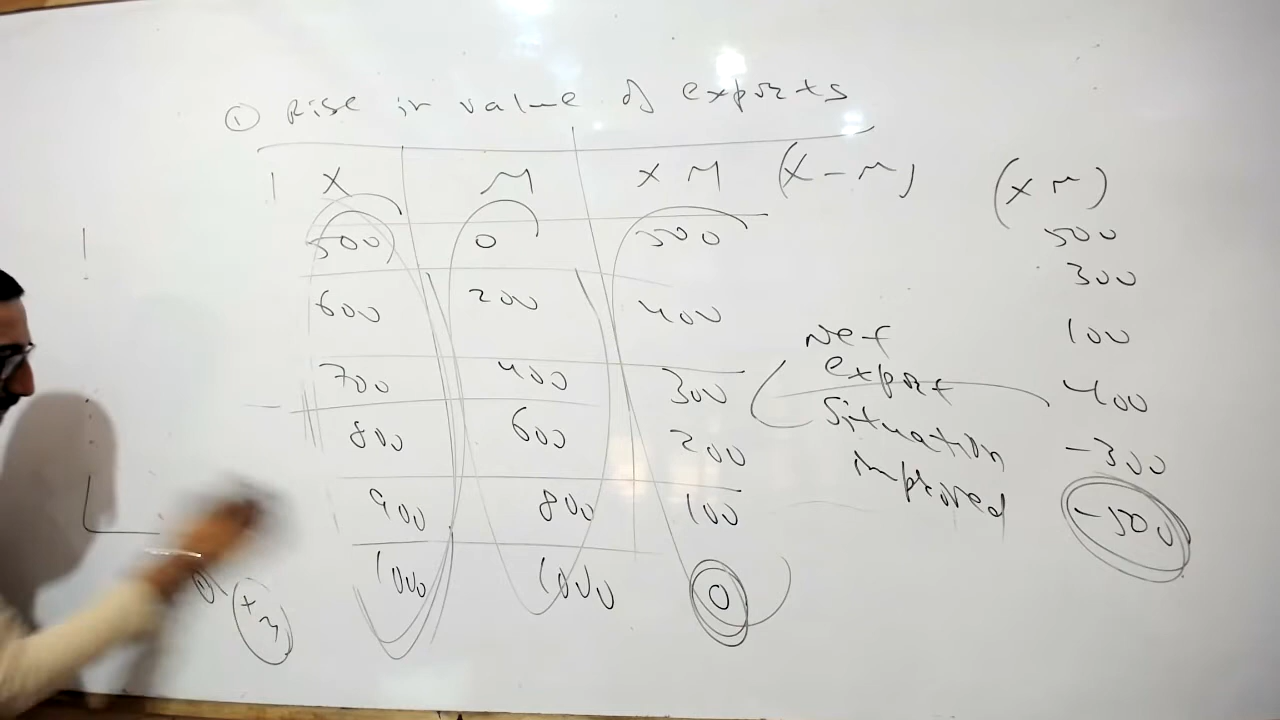 ① Rise in value of exports
X M X M (X - M) (X M)
500 0 500 500
600 200 400 300
700 400 300 100
800 600 200 400
900 800 100 -300
1000 1000 0 -500
Net
export
Situation
improved
+3